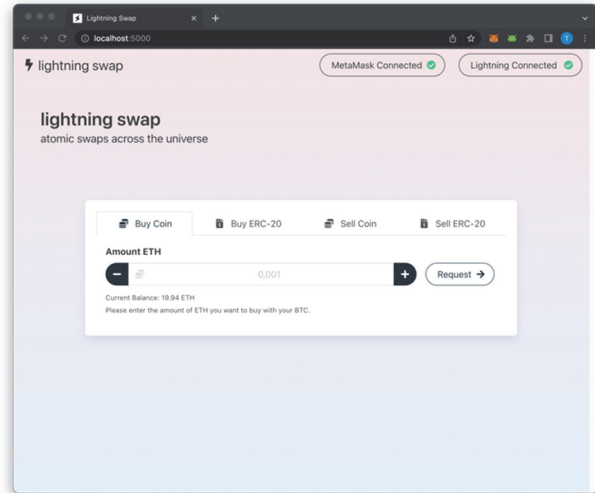 Lightning Swap
localhost:5000
lightning swap
MetaMask Connected
Lightning Connected
lightning swap
atomic swaps across the universe
Buy Coin
Buy ERC-20
Sell Coin
Sell ERC-20
Amount ETH
0,001
Request
Current Balance: 19.94 ETH
Please enter the amount of ETH you want to buy with your BTC.